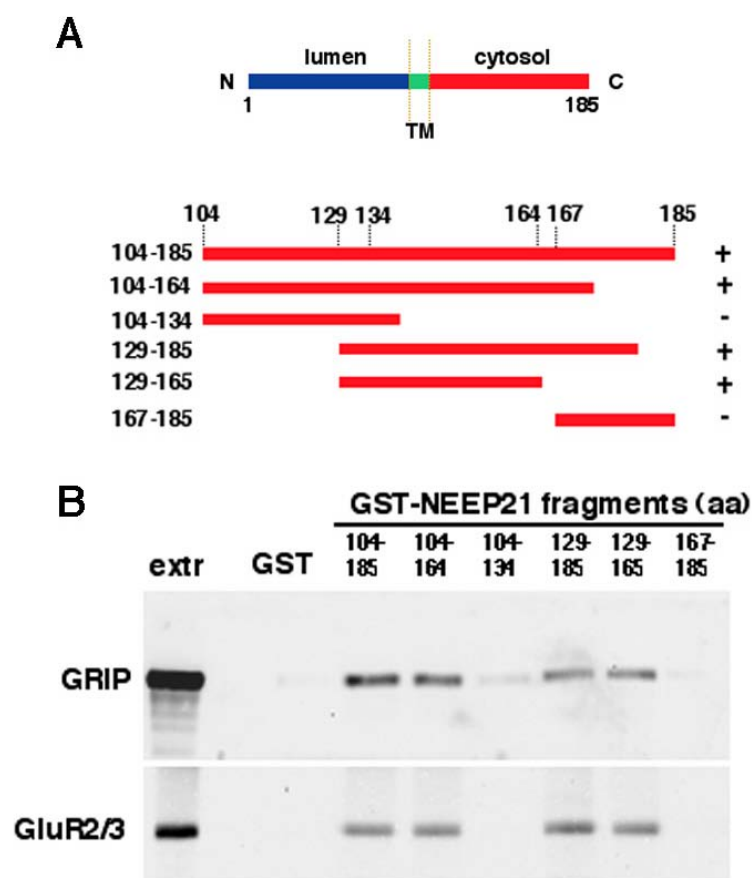 A
lumen cytosol
N C
1 185
TM
104 129 134 164 167 185
104-185 +
104-164 +
104-134 -
129-185 +
129-165 +
167-185 -
B
GST-NEEP21 fragments (aa)
extr GST 104- 104- 104- 129- 129- 167-
185 164 134 185 165 185
GRIP
GluR2/3